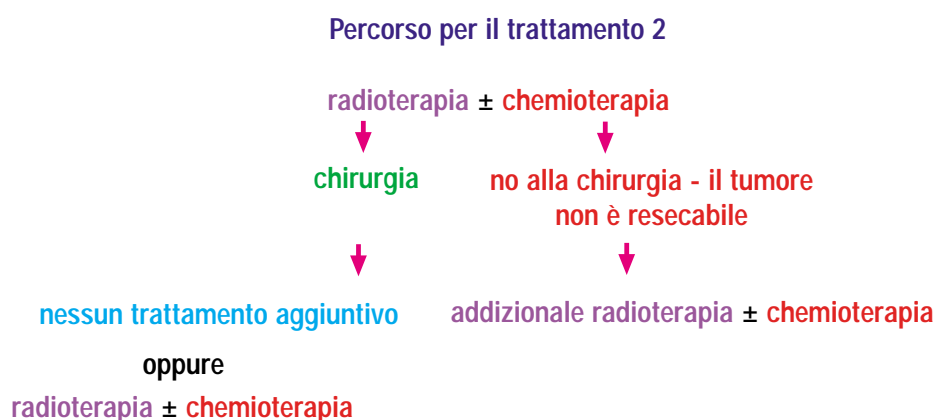 Percorso per il trattamento 2
radioterapia ± chemioterapia
chirurgia
no alla chirurgia - il tumore
non è resecabile
nessun trattamento aggiuntivo
oppure
radioterapia ± chemioterapia
addizionale radioterapia ± chemioterapia